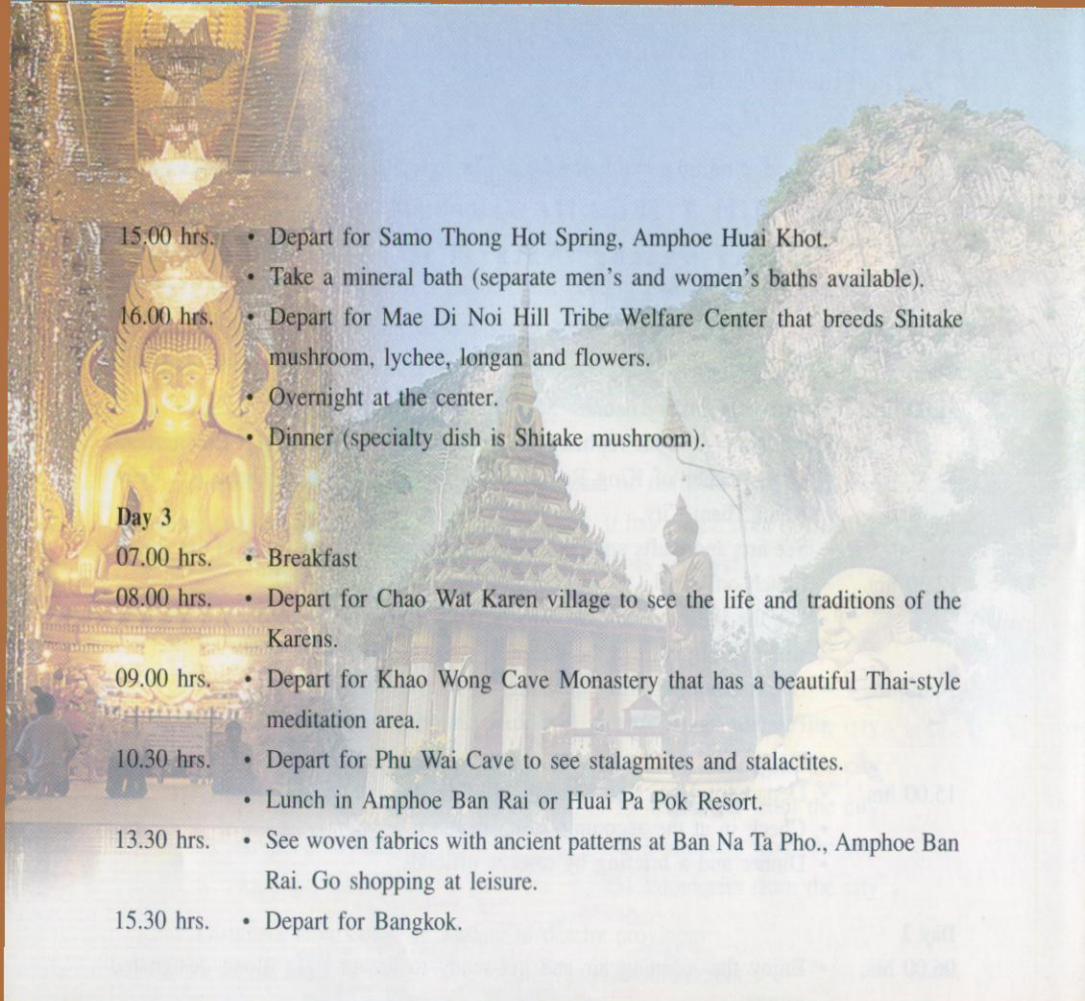 15.00 hrs. • Depart for Samo Thong Hot Spring, Amphoe Huai Khot.
• Take a mineral bath (separate men's and women's baths available).
16.00 hrs. • Depart for Mae Di Noi Hill Tribe Welfare Center that breeds Shitake
mushroom, lychee, longan and flowers.
• Overnight at the center.
• Dinner (specialty dish is Shitake mushroom).
Day 3
07.00 hrs. • Breakfast
08.00 hrs. • Depart for Chao Wat Karen village to see the life and traditions of the
Karens.
09.00 hrs. • Depart for Khao Wong Cave Monastery that has a beautiful Thai-style
meditation area.
10.30 hrs. • Depart for Phu Wai Cave to see stalagmites and stalactites.
• Lunch in Amphoe Ban Rai or Huai Pa Pok Resort.
13.30 hrs. • See woven fabrics with ancient patterns at Ban Na Ta Pho., Amphoe Ban
Rai. Go shopping at leisure.
15.30 hrs. • Depart for Bangkok.